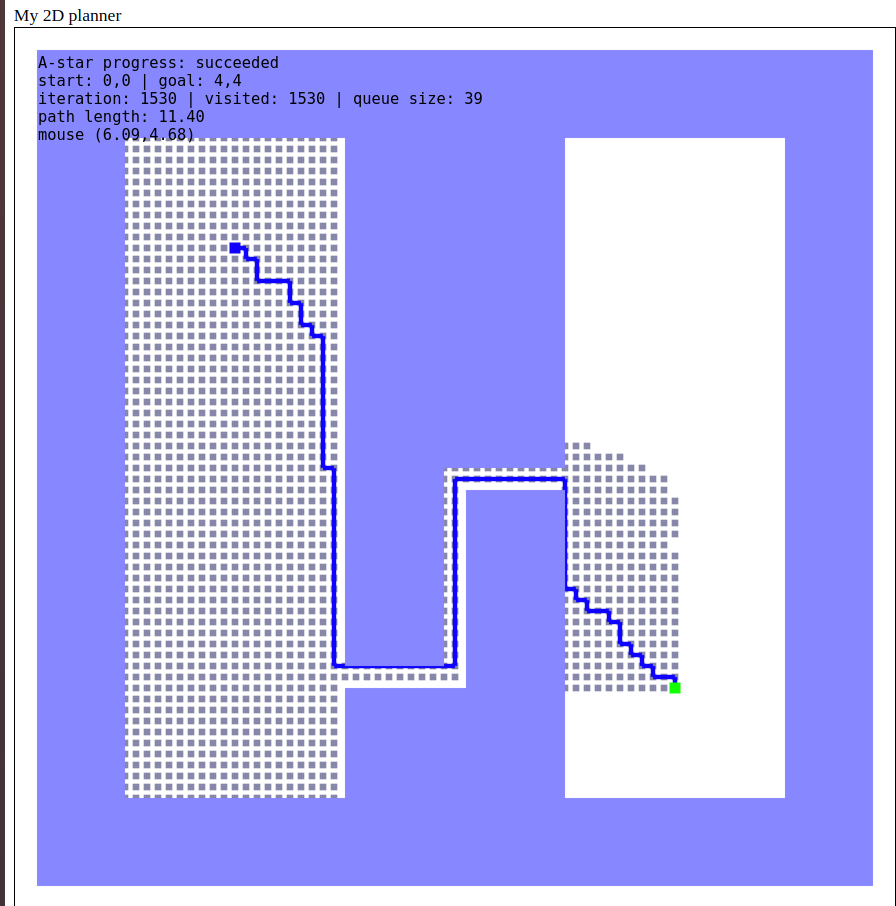 My 2D planner
A-star progress: succeeded
start: 0,0 | goal: 4,4
iteration: 1530 | visited: 1530 | queue size: 39
path length: 11.40
mouse (6.09,4.68)